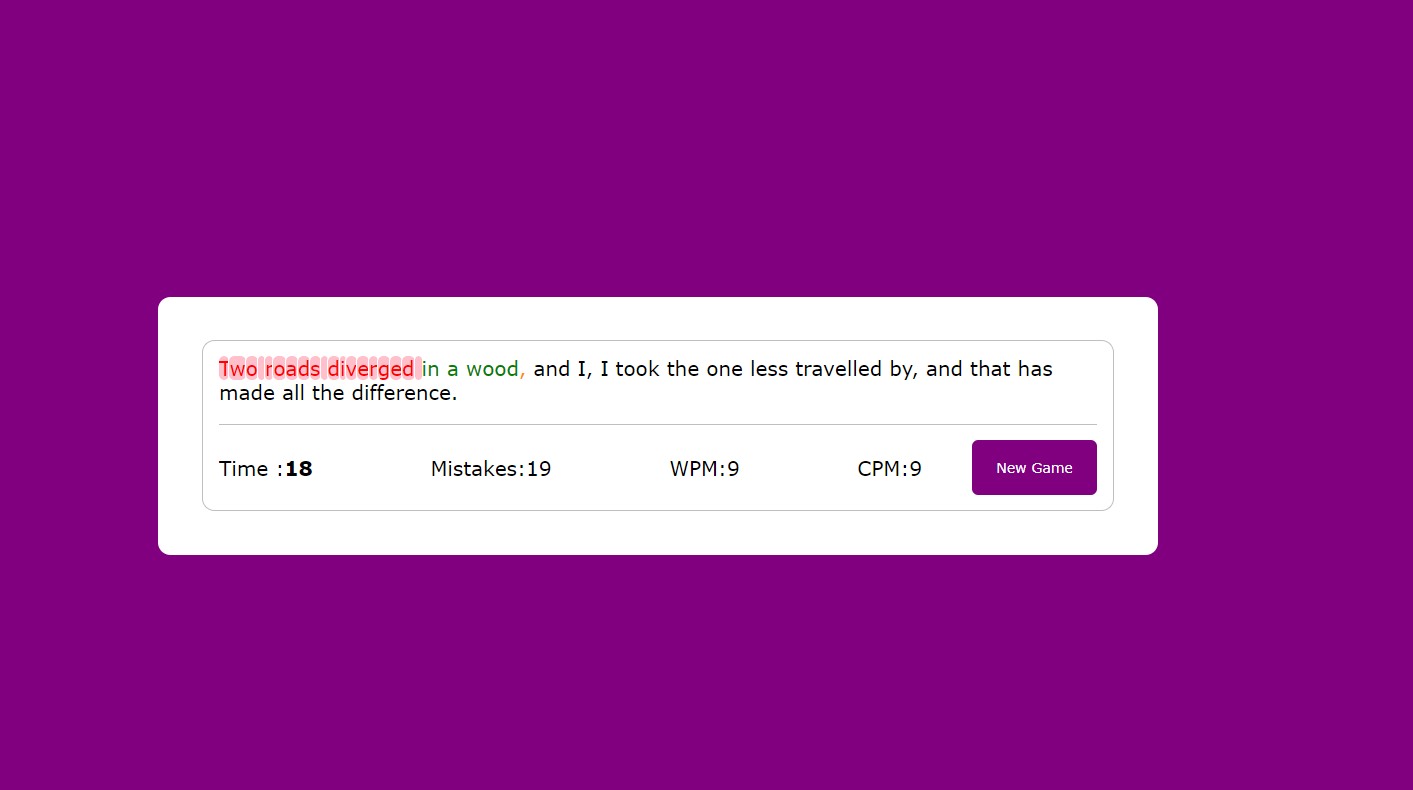 Two roads diverged in a wood, and I, I took the one less travelled by, and that has
made all the difference.
Time :18 Mistakes:19 WPM:9 CPM:9 New Game